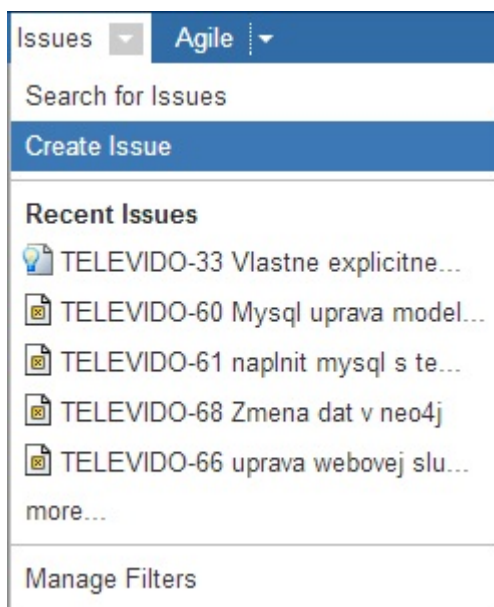 Issues Agile
Search for Issues
Create Issue
Recent Issues
TELEVIDO-33 Vlastne explicitne...
TELEVIDO-60 Mysql uprava model...
TELEVIDO-61 naplnit mysql s te...
TELEVIDO-68 Zmena dat v neo4j
TELEVIDO-66 uprava webovej slu...
more...
Manage Filters